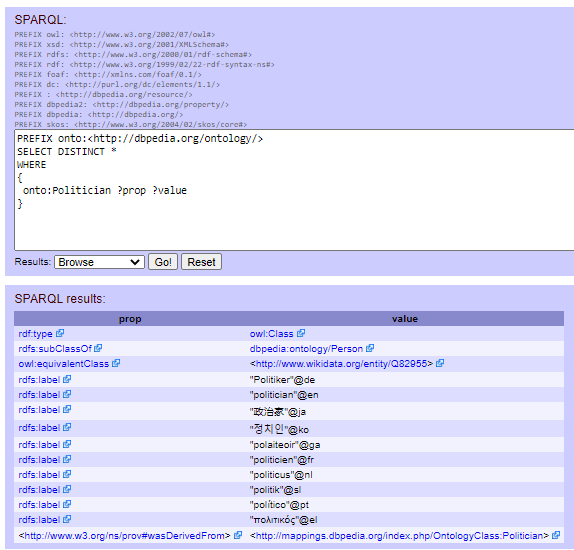 SPARQL:
PREFIX owl: <http://www.w3.org/2002/07/owl#>
PREFIX xsd: <http://www.w3.org/2001/XMLSchema#>
PREFIX rdfs: <http://www.w3.org/2000/01/rdf-schema#>
PREFIX rdf: <http://www.w3.org/1999/02/22-rdf-syntax-ns#>
PREFIX foaf: <http://xmlns.com/foaf/0.1/>
PREFIX dc: <http://purl.org/dc/elements/1.1/>
PREFIX : <http://dbpedia.org/resource/>
PREFIX dbpedia2: <http://dbpedia.org/property/>
PREFIX dbpedia: <http://dbpedia.org/>
PREFIX skos: <http://www.w3.org/2004/02/skos/core#>
PREFIX onto:<http://dbpedia.org/ontology/>
SELECT DISTINCT *
WHERE
{
onto:Politician ?prop ?value
}
Results: Browse Go! Reset
SPARQL results:
prop value
rdf:type owl:Class
rdfs:subClassOf dbpedia:ontology/Person
owl:equivalentClass <http://www.wikidata.org/entity/Q82955>
rdfs:label "Politiker"@de
rdfs:label "politician"@en
rdfs:label "政治家"@ja
rdfs:label "정치인"@ko
rdfs:label "polaiteoir"@ga
rdfs:label "politicien"@fr
rdfs:label "politicus"@nl
rdfs:label "politik"@sl
rdfs:label "político"@pt
rdfs:label "πολιτικός"@el
<http://www.w3.org/ns/prov#wasDerivedFrom> <http://mappings.dbpedia.org/index.php/OntologyClass:Politician>